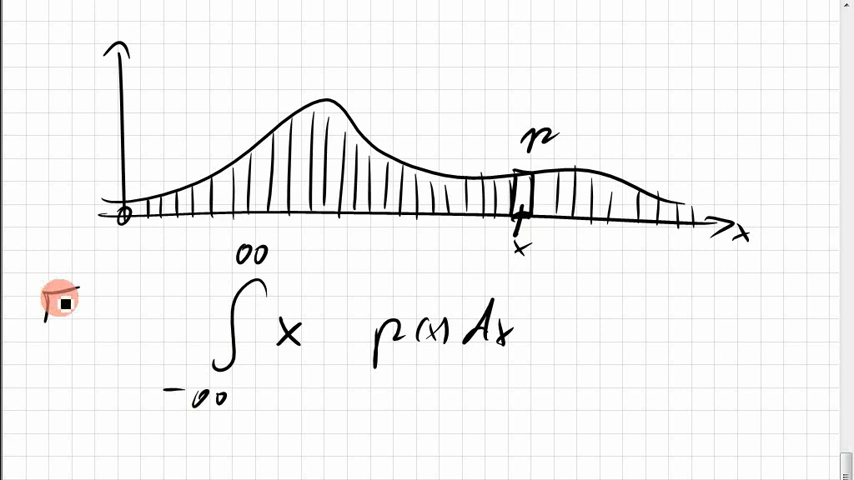 p
0
x
x
∞
∫ x p(x) dx
-∞